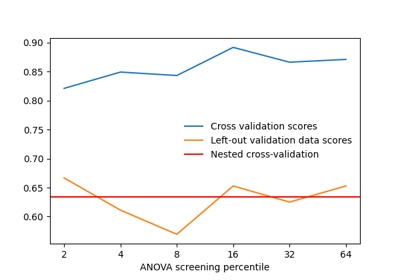 0.90
0.85
0.80
0.75
0.70
0.65
0.60
Cross validation scores
Left-out validation data scores
Nested cross-validation
2 4 8 16 32 64
ANOVA screening percentile